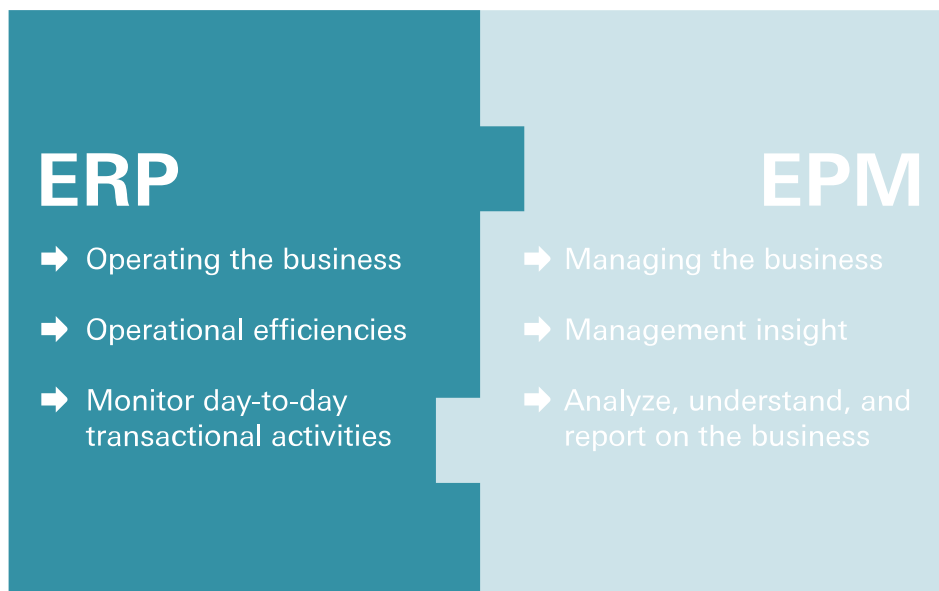 ERP
Operating the business
Operational efficiencies
Monitor day-to-day
transactional activities
EPM
Managing the business
Management insight
Analyze, understand, and
report on the business